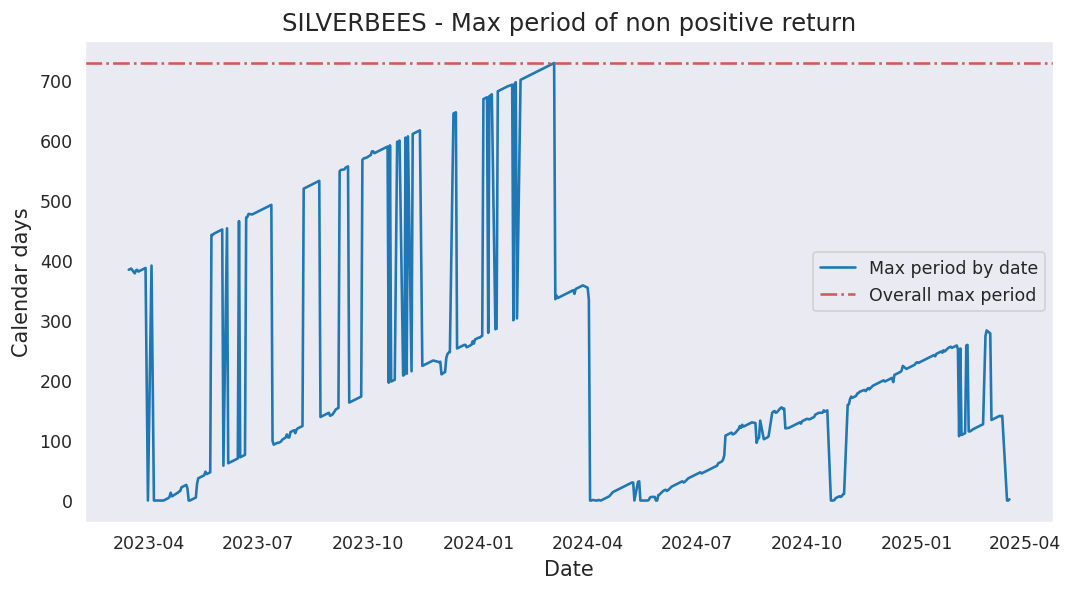 SILVERBEES - Max period of non positive return
Calendar days
700
600
500
400
300
200
100
0
Max period by date
Overall max period
2023-04 2023-07 2023-10 2024-01 2024-04 2024-07 2024-10 2025-01 2025-04
Date